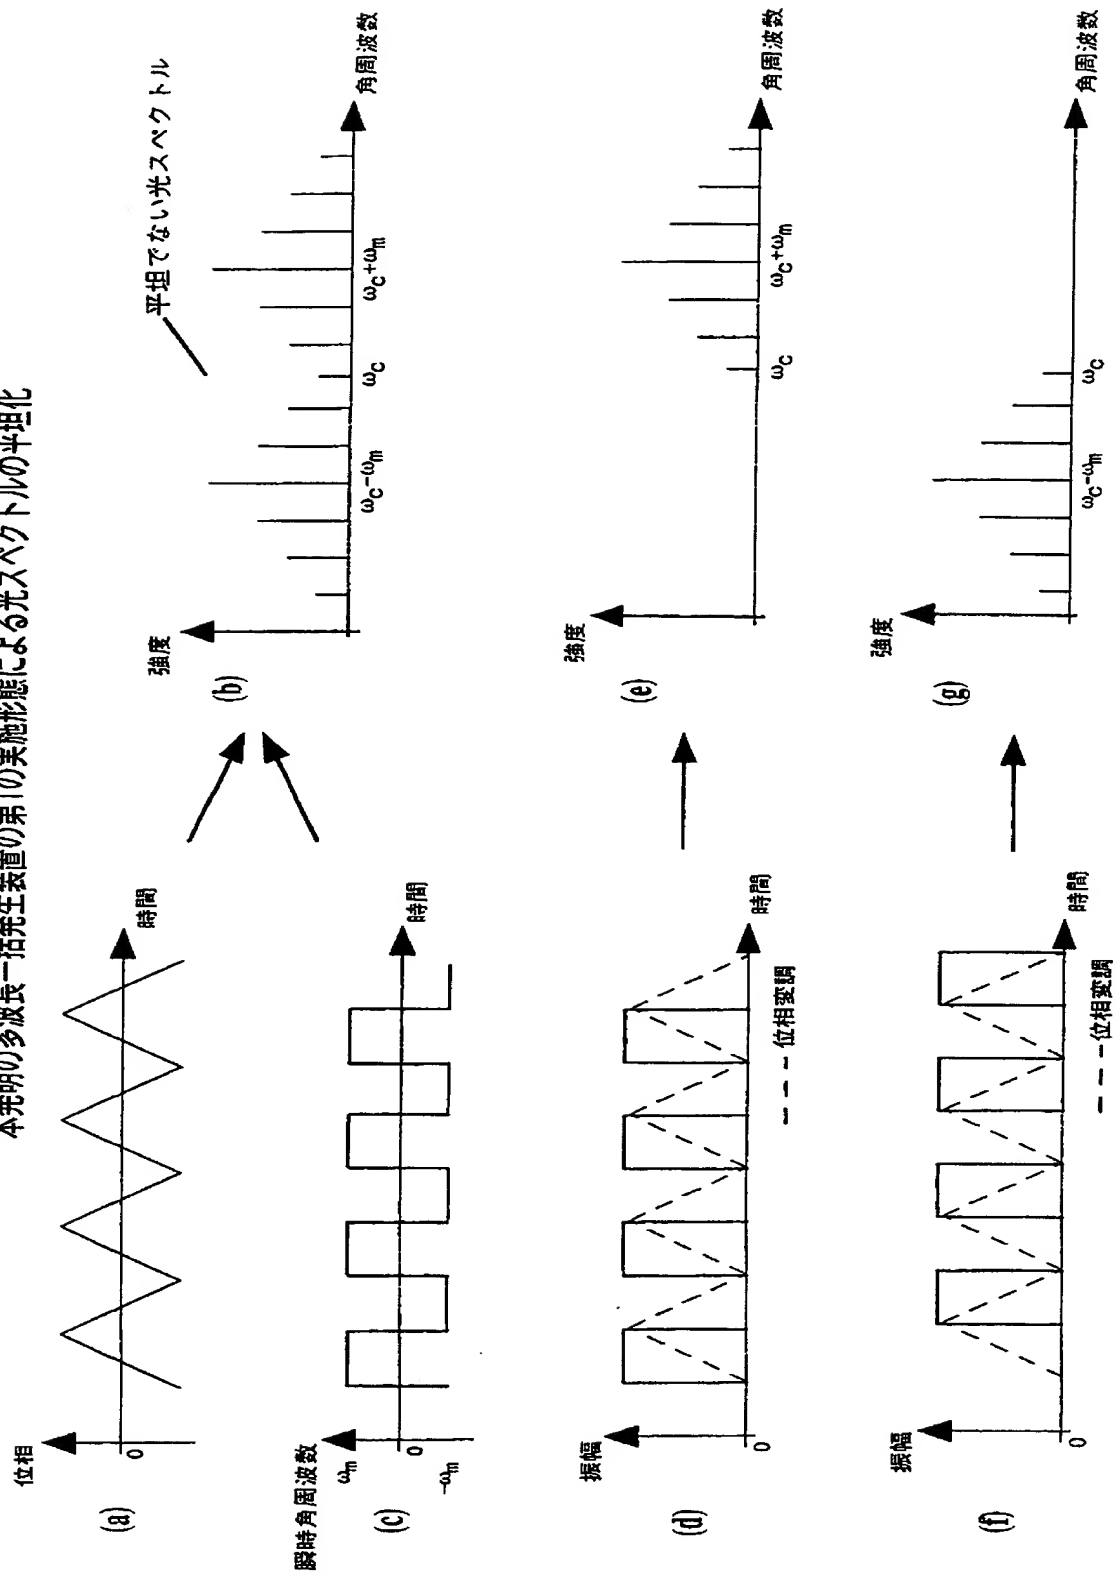 本発明の多波長一括発生装置の第1の実施形態による光スペクトルの平坦化
(a)
位相
0
時間
(b)
強度
平坦でない光スペクトル
ωc-ωm
ωc
ωc+ωm
角周波数
(c)
瞬時角周波数
ωm
0
-ωm
時間
(d)
振幅
0
時間
--- 位相変調
(e)
強度
ωc
ωc+ωm
角周波数
(f)
振幅
0
時間
--- 位相変調
(g)
強度
ωc-ωm
ωc
角周波数